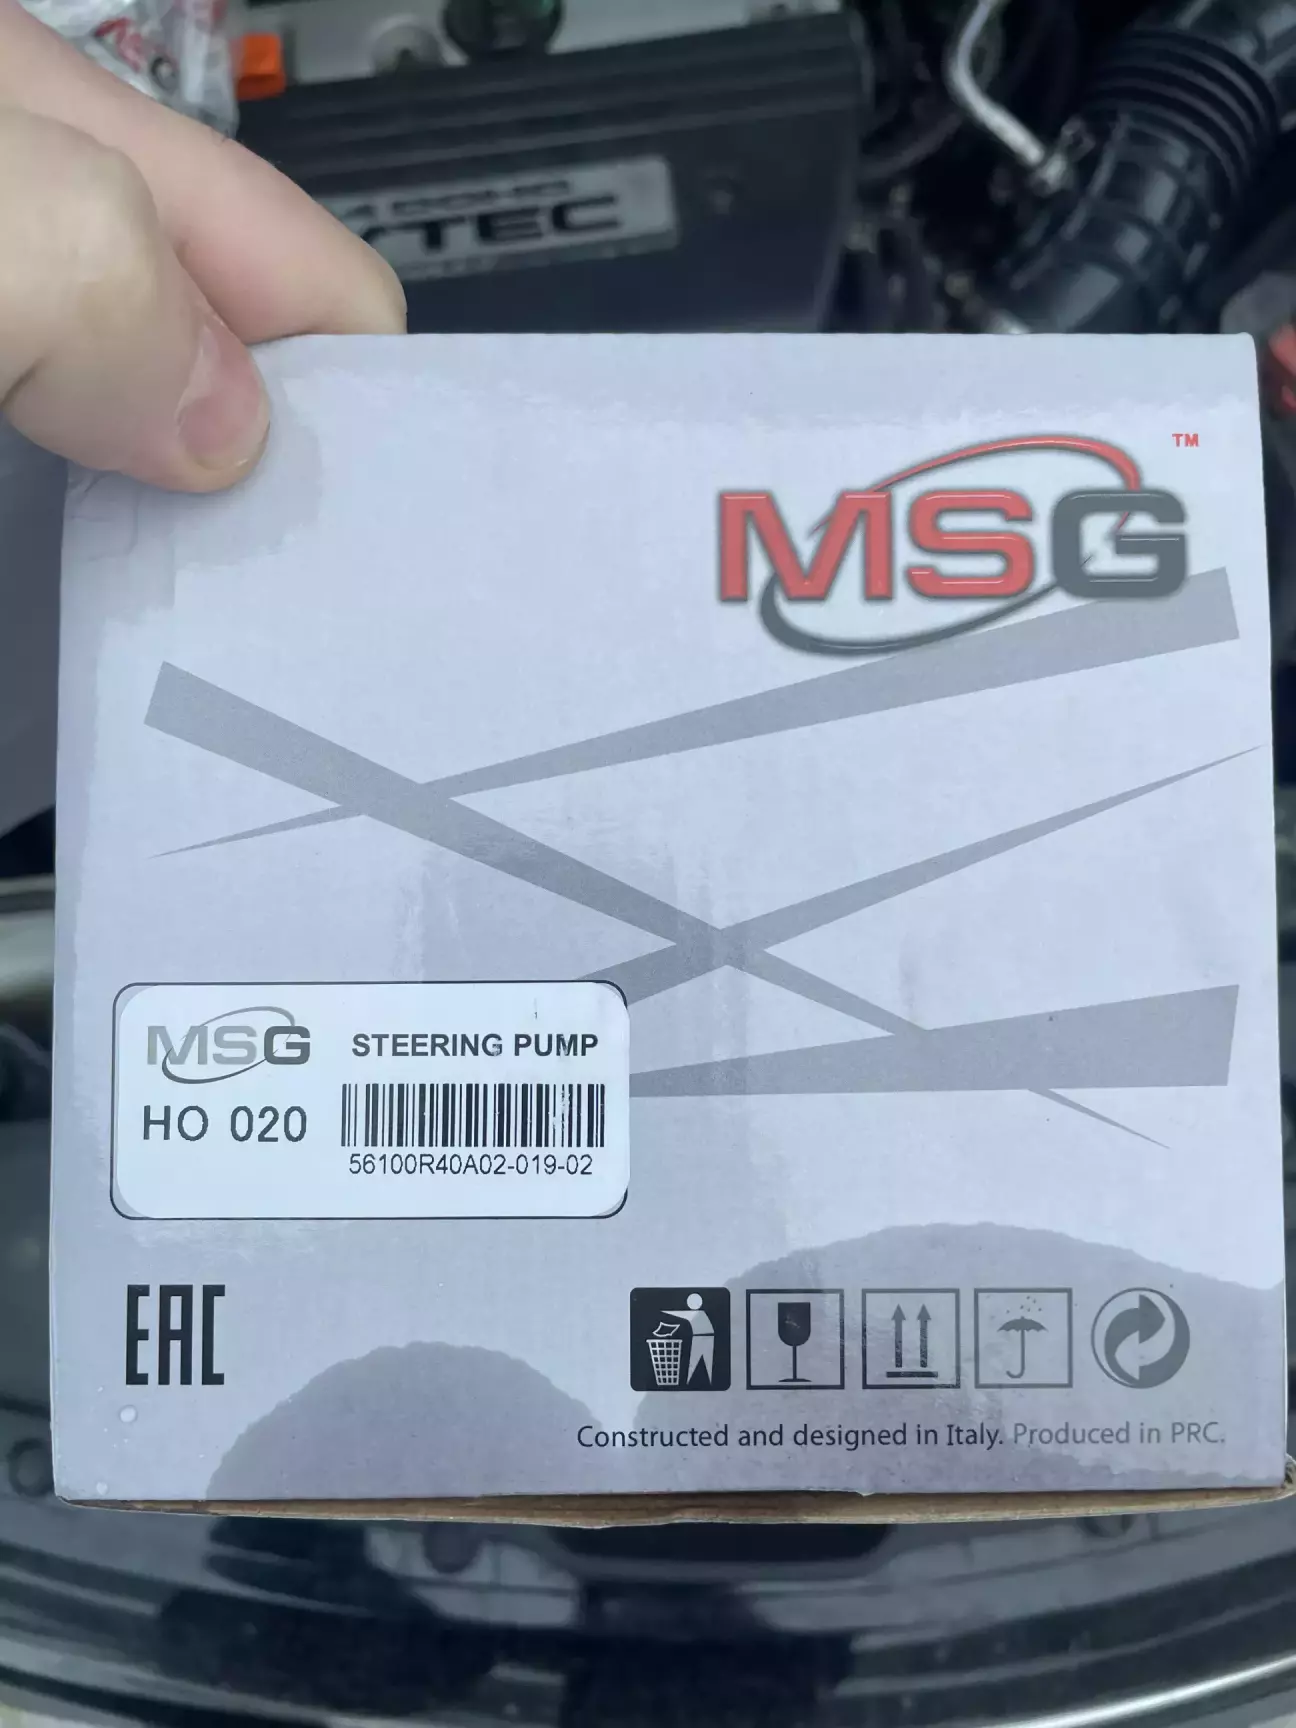 VTEC
MSG
TM
MSG
STEERING PUMP
HO 020
56100R40A02-019-02
EAC
Constructed and designed in Italy. Produced in PRC.